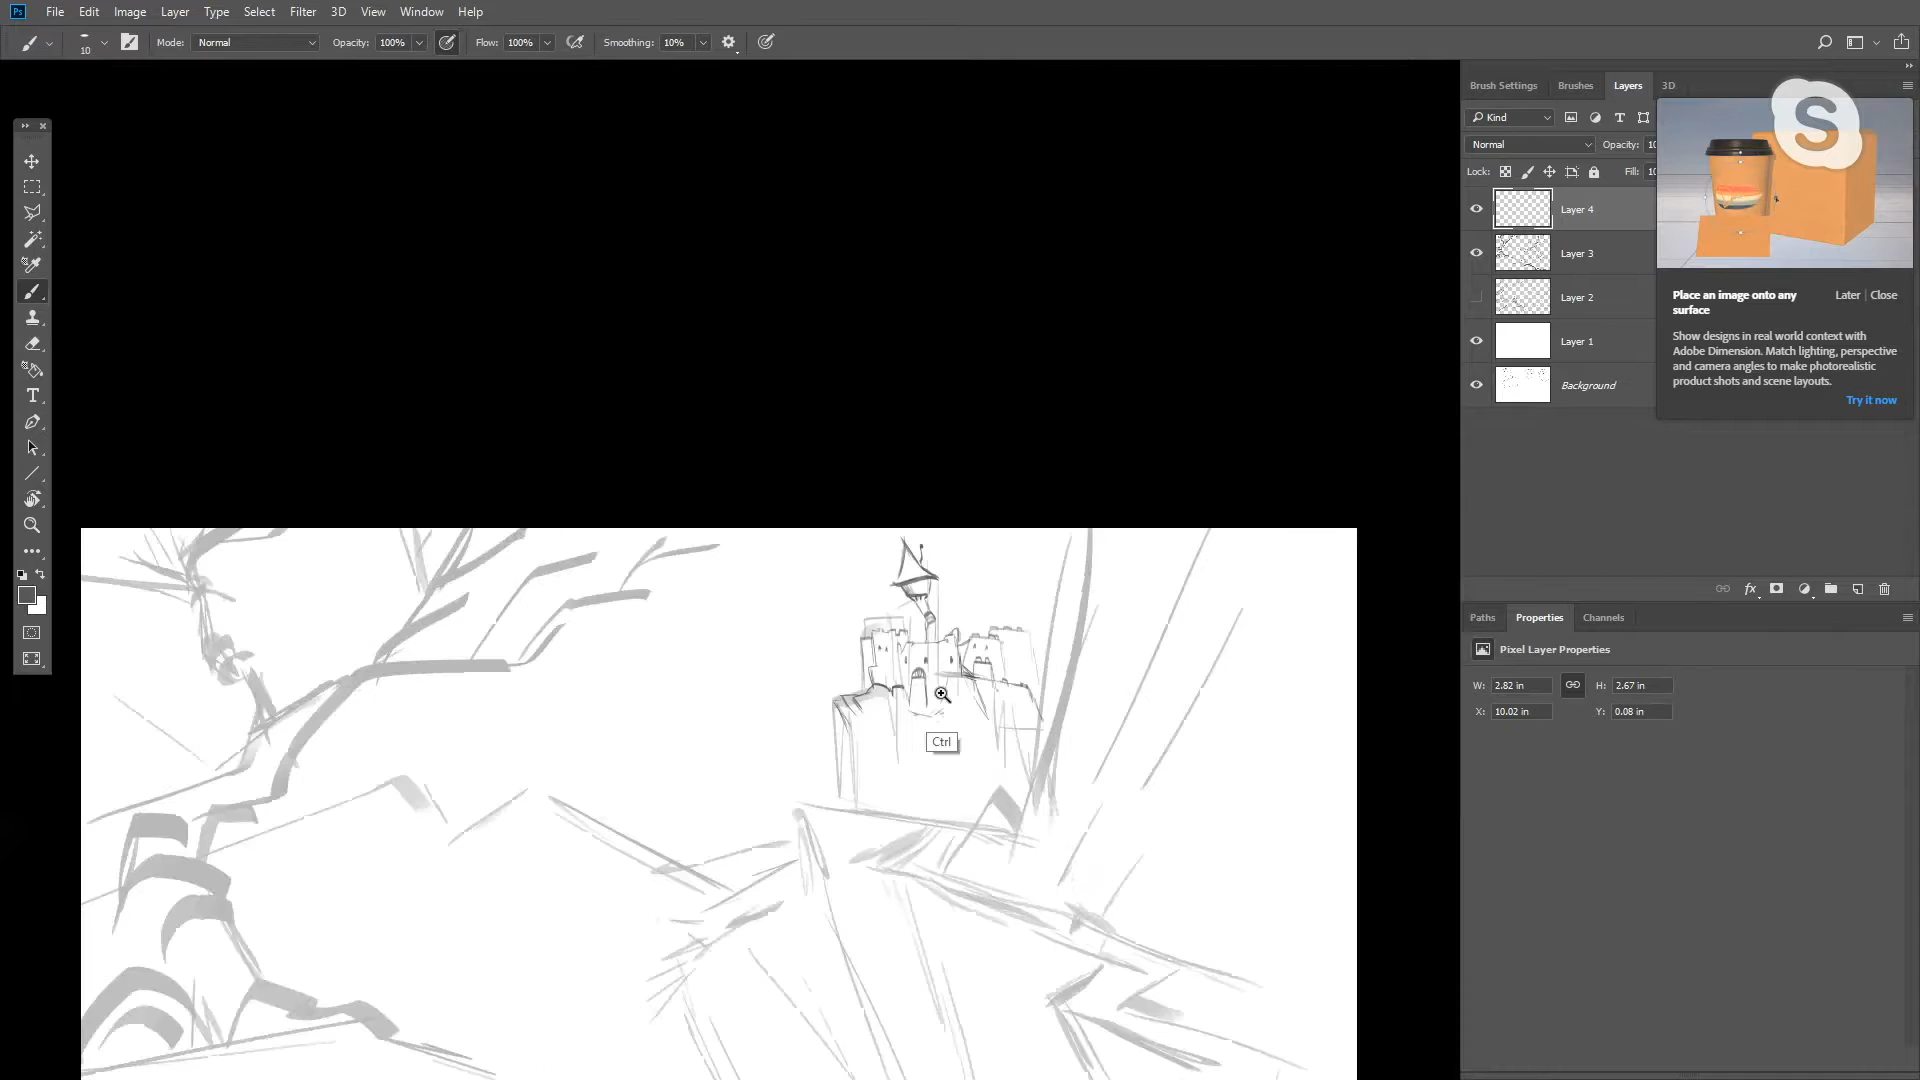 Ps File Edit Image Layer Type Select Filter 3D View Window Help
10 Mode: Normal Opacity: 100% Flow: 100% Smoothing: 10%
Brush Settings Brushes Layers 3D
Kind T
Normal Opacity: 10
Lock: Fill: 10
Layer 4
Layer 3
Layer 2
Layer 1
Background
S
Place an image onto any surface Later | Close
Show designs in real world context with
Adobe Dimension. Match lighting, perspective
and camera angles to make photorealistic
product shots and scene layouts.
Try it now
fx
Paths Properties Channels
Pixel Layer Properties
W: 2.82 in H: 2.67 in
X: 10.02 in Y: 0.08 in
T
Ctrl